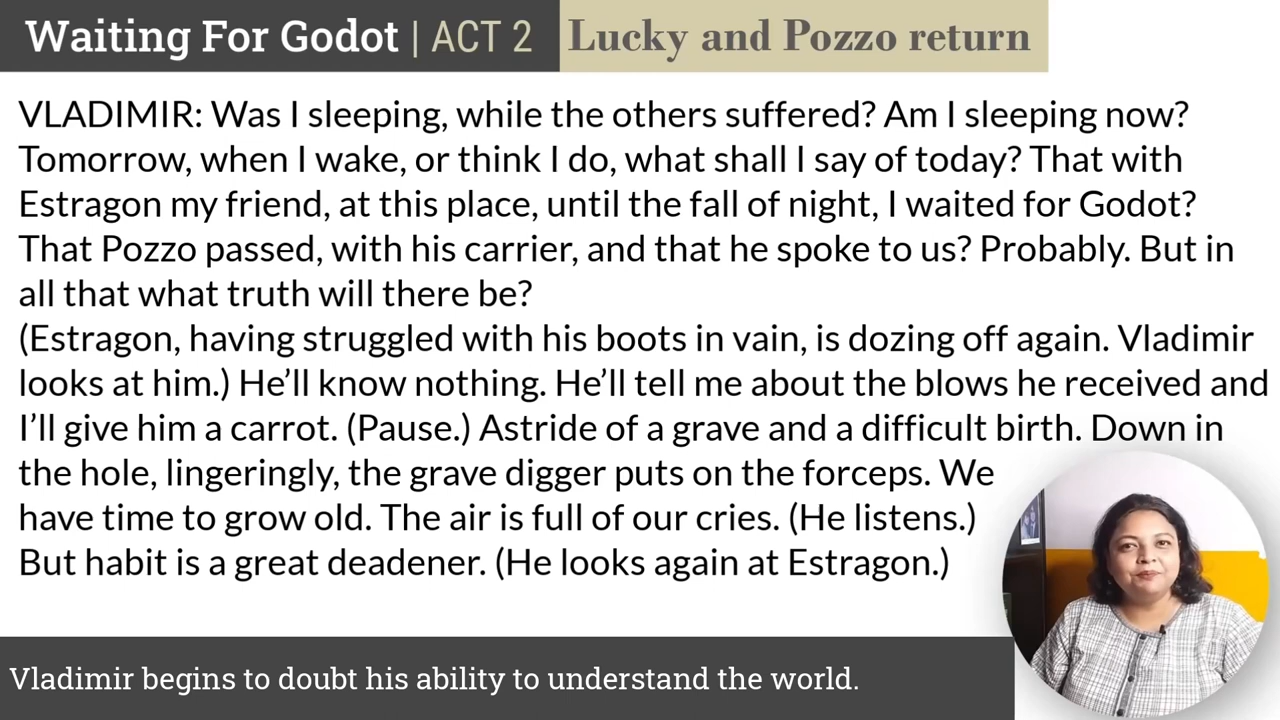 Waiting For Godot | ACT 2 Lucky and Pozzo return
VLADIMIR: Was I sleeping, while the others suffered? Am I sleeping now?
Tomorrow, when I wake, or think I do, what shall I say of today? That with
Estragon my friend, at this place, until the fall of night, I waited for Godot?
That Pozzo passed, with his carrier, and that he spoke to us? Probably. But in
all that what truth will there be?
(Estragon, having struggled with his boots in vain, is dozing off again. Vladimir
looks at him.) He’ll know nothing. He’ll tell me about the blows he received and
I’ll give him a carrot. (Pause.) Astride of a grave and a difficult birth. Down in
the hole, lingeringly, the grave digger puts on the forceps. We
have time to grow old. The air is full of our cries. (He listens.)
But habit is a great deadener. (He looks again at Estragon.)
Vladimir begins to doubt his ability to understand the world.